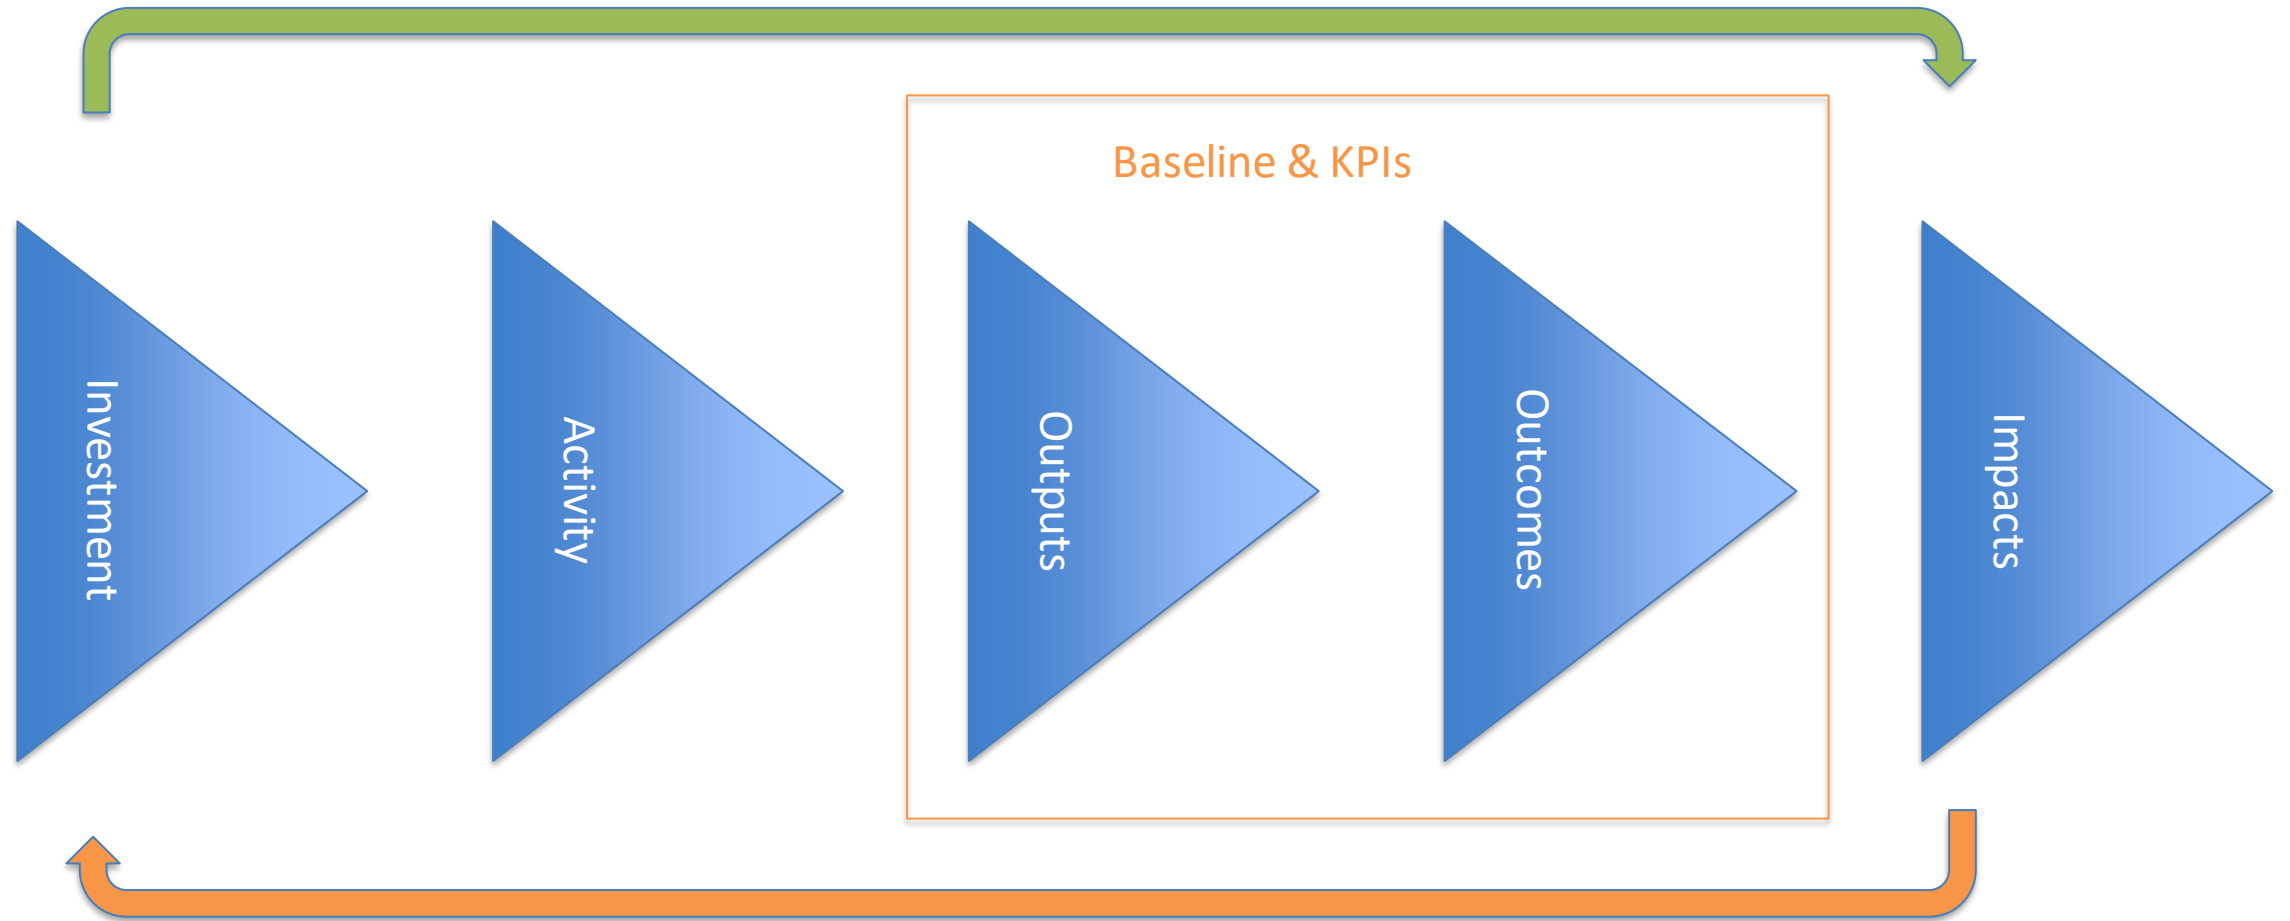 Baseline & KPIs
Investment
Activity
Outputs
Outcomes
Impacts